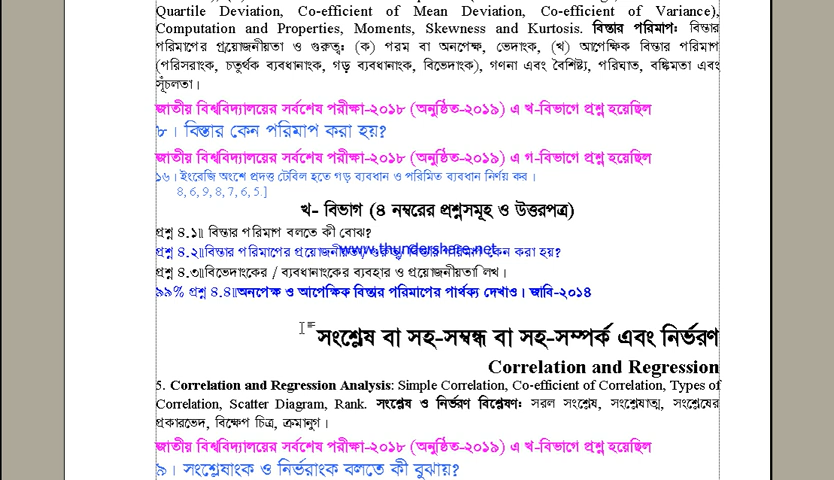 Quartile Deviation, Co-efficient of Mean Deviation, Co-efficient of Variance),
Computation and Properties, Moments, Skewness and Kurtosis. বিস্তার পরিমাপ: বিস্তার
পরিমাপের প্রয়োজনীয়তা ও গুরুত্ব: (ক) পরম বা অনপেক্ষ, ভেদাংক, (খ) আপেক্ষিক বিস্তার পরিমাপ
(পরিসরাংক, চতুর্থক ব্যবধানাংক, গড় ব্যবধানাংক, বিভেদাংক), গণনা এবং বৈশিষ্ট্য, পরিঘাত, বঙ্কিমতা এবং
সূঁচলতা।
জাতীয় বিশ্ববিদ্যালয়ের সর্বশেষ পরীক্ষা-২০১৮ (অনুষ্ঠিত-২০১৯) এ খ-বিভাগে প্রশ্ন হয়েছিল
৮। বিস্তার কেন পরিমাপ করা হয়?
জাতীয় বিশ্ববিদ্যালয়ের সর্বশেষ পরীক্ষা-২০১৮ (অনুষ্ঠিত-২০১৯) এ গ-বিভাগে প্রশ্ন হয়েছিল
১৬। ইংরেজি অংশে প্রদত্ত টেবিল হতে গড় ব্যবধান ও পরিমিত ব্যবধান নির্ণয় কর।
8, 6, 9, 8, 7, 6, 5.]
খ- বিভাগ (৪ নম্বরের প্রশ্নসমূহ ও উত্তরপত্র)
প্রশ্ন ৪.১॥ বিস্তার পরিমাপ বলতে কী বোঝ?
www.thundershare.net
প্রশ্ন ৪.২॥বিস্তার পরিমাপের প্রয়োজনীয়তা/ গুরুত্ব/ বিস্তার পরিমাপ কেন করা হয়?
প্রশ্ন ৪.৩॥বিভেদাংকের / ব্যবধানাংকের ব্যবহার ও প্রয়োজনীয়তা লিখ।
৯৯% প্রশ্ন ৪.4॥অনপেক্ষ ও আপেক্ষিক বিস্তার পরিমাপের পার্থক্য দেখাও। জাবি-২০১৪
সংশ্লেষ বা সহ-সম্বন্ধ বা সহ-সম্পর্ক এবং নির্ভরণ
Correlation and Regression
5. Correlation and Regression Analysis: Simple Correlation, Co-efficient of Correlation, Types of
Correlation, Scatter Diagram, Rank. সংশ্লেষ ও নির্ভরণ বিশ্লেষণ: সরল সংশ্লেষ, সংশ্লেষাঙ্ক, সংশ্লেষের
প্রকারভেদ, বিক্ষেপ চিত্র, ক্রমানুগ।
জাতীয় বিশ্ববিদ্যালয়ের সর্বশেষ পরীক্ষা-২০১৮ (অনুষ্ঠিত-২০১৯) এ খ-বিভাগে প্রশ্ন হয়েছিল
৯। সংশ্লেষাংক ও নির্ভরাংক বলতে কী বুঝায়?